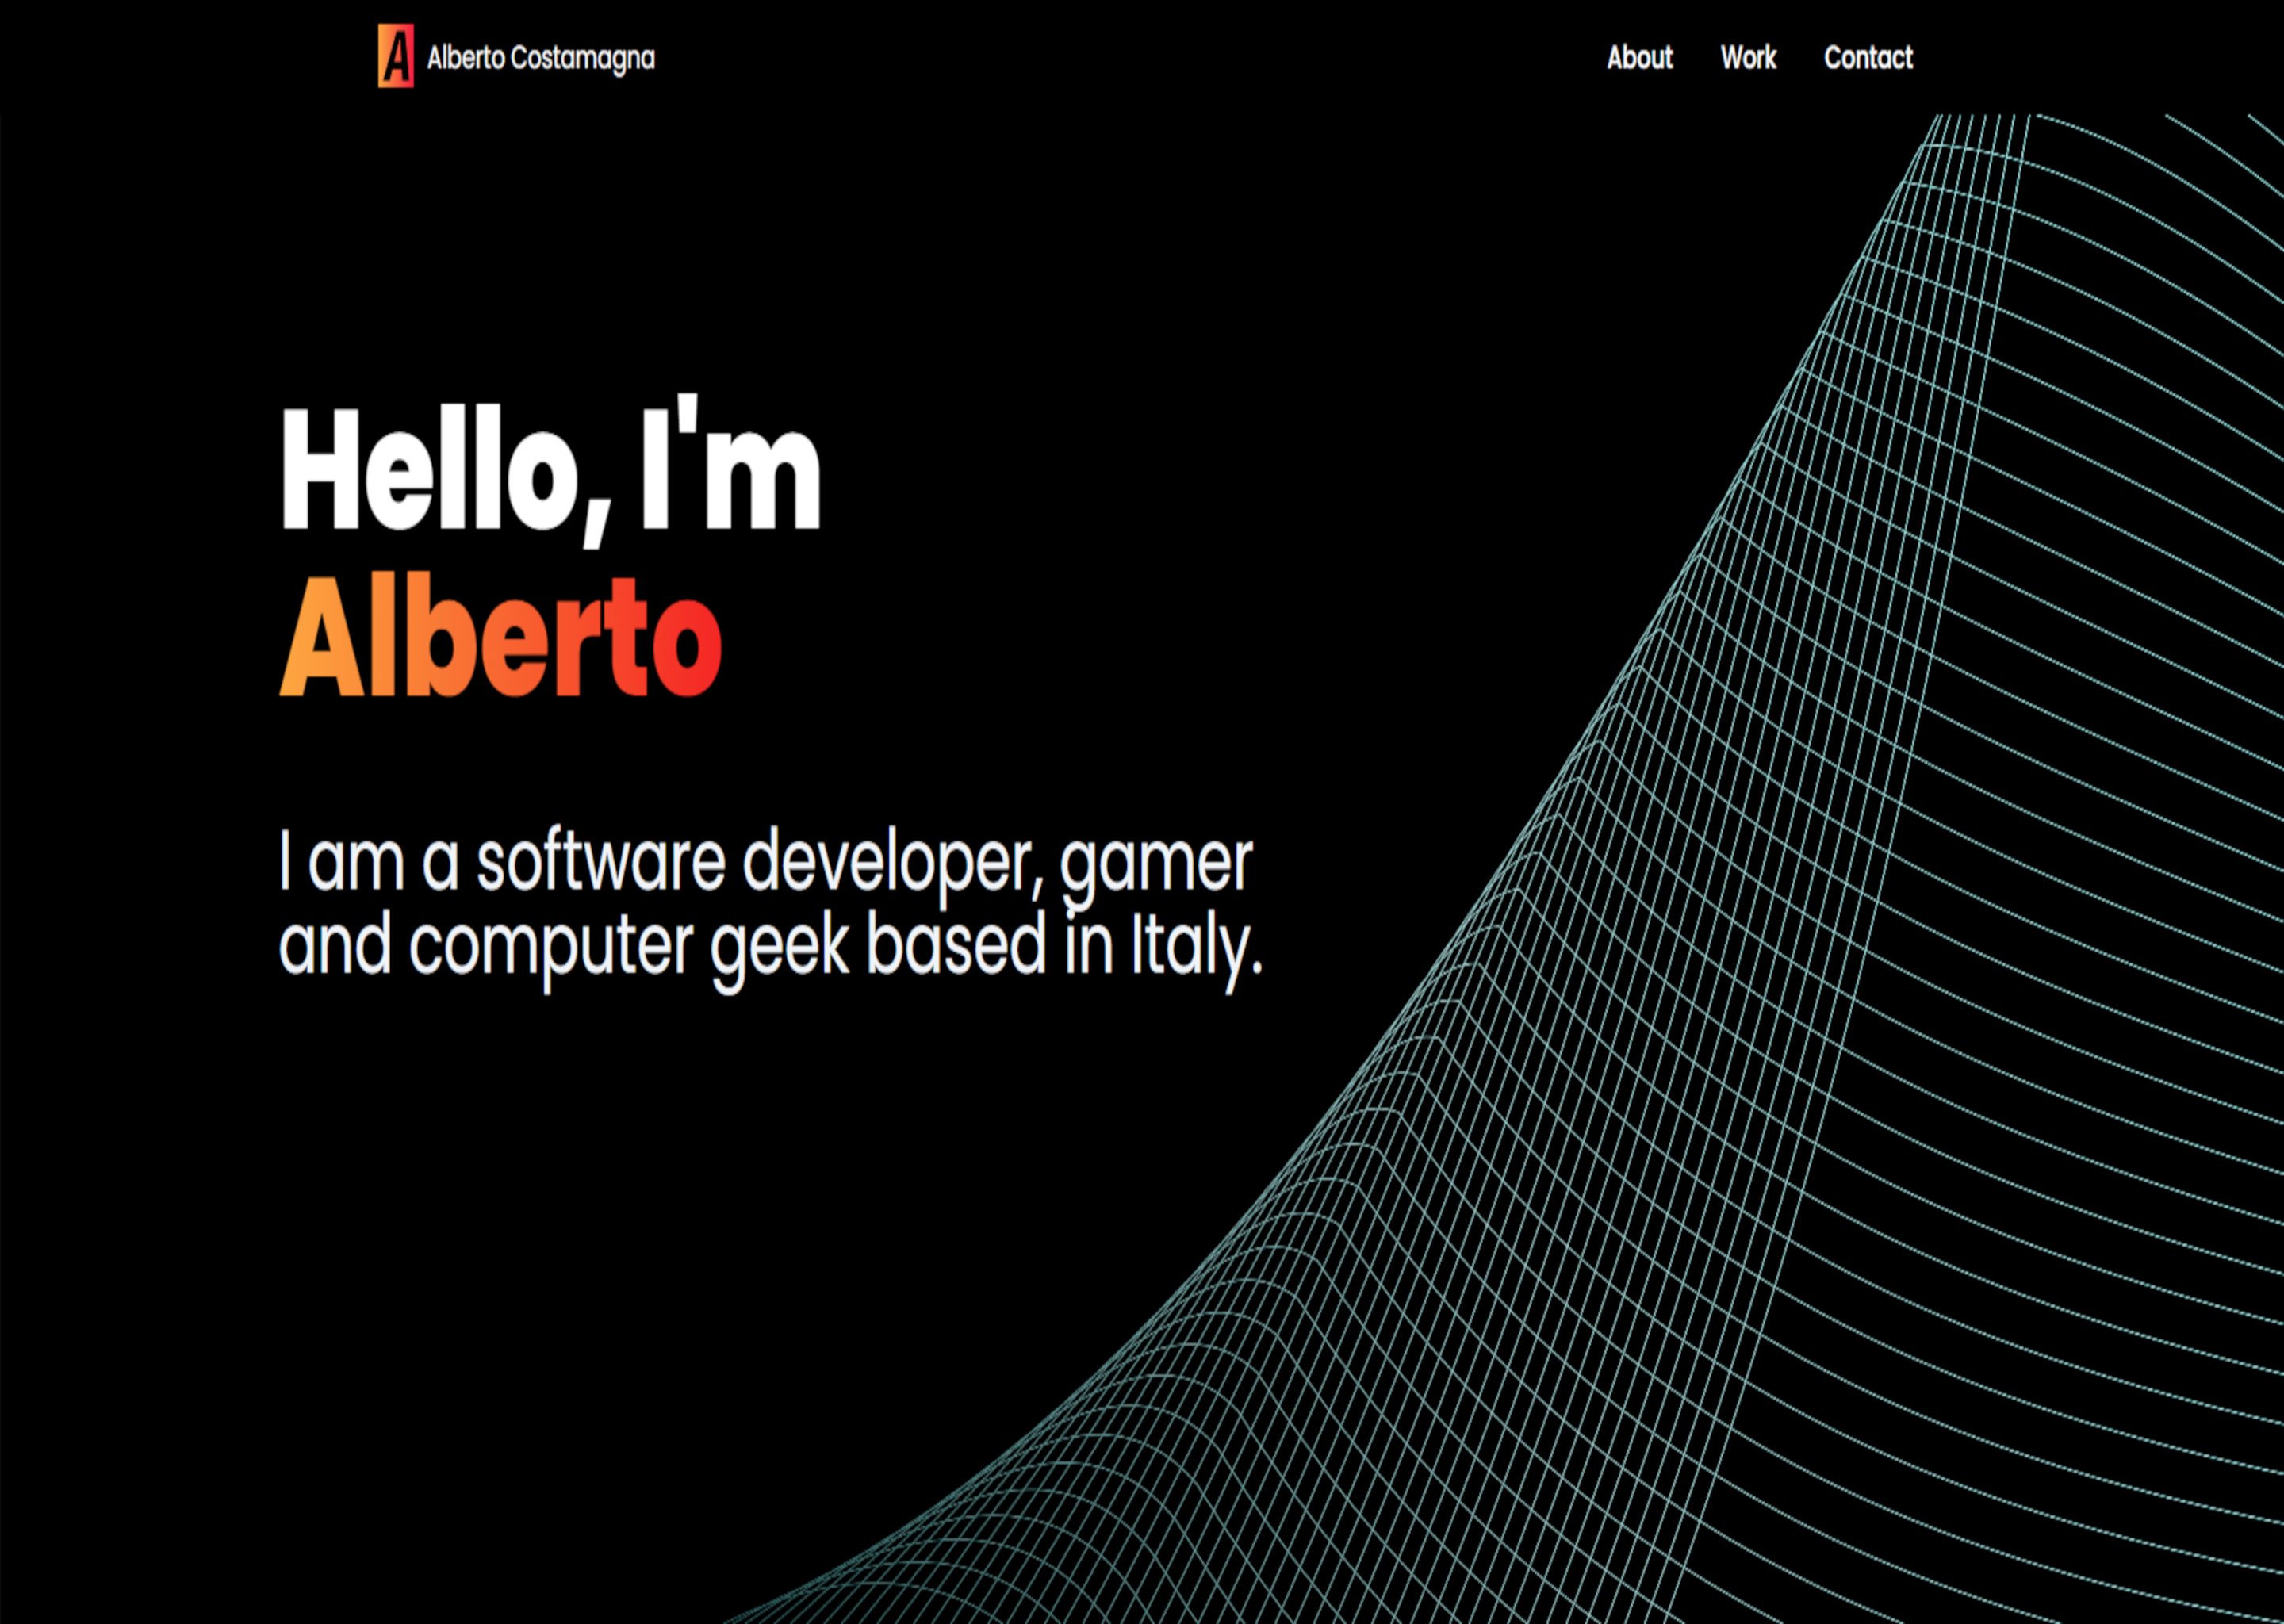 A Alberto Costamagna
About Work Contact
Hello, I'm
Alberto
I am a software developer, gamer
and computer geek based in Italy.